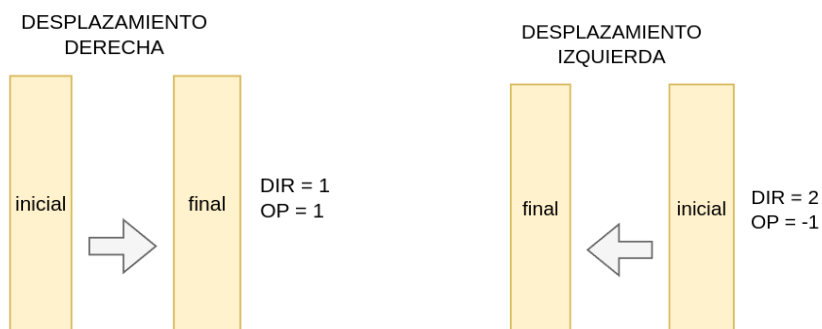 DESPLAZAMIENTO
DERECHA
inicial
final
DIR = 1
OP = 1
DESPLAZAMIENTO
IZQUIERDA
final
inicial
DIR = 2
OP = -1